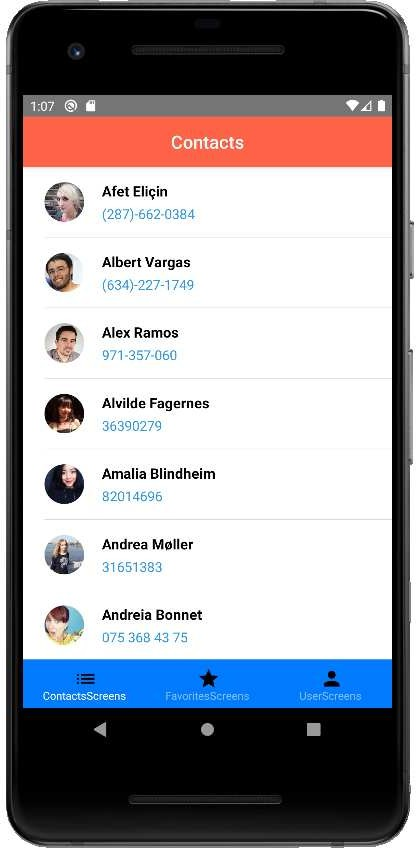 1:07
Contacts
Afet Eliçin
(287)-662-0384
Albert Vargas
(634)-227-1749
Alex Ramos
971-357-060
Alvilde Fagernes
36390279
Amalia Blindheim
82014696
Andrea Møller
31651383
Andreia Bonnet
075 368 43 75
ContactsScreens FavoritesScreens UserScreens